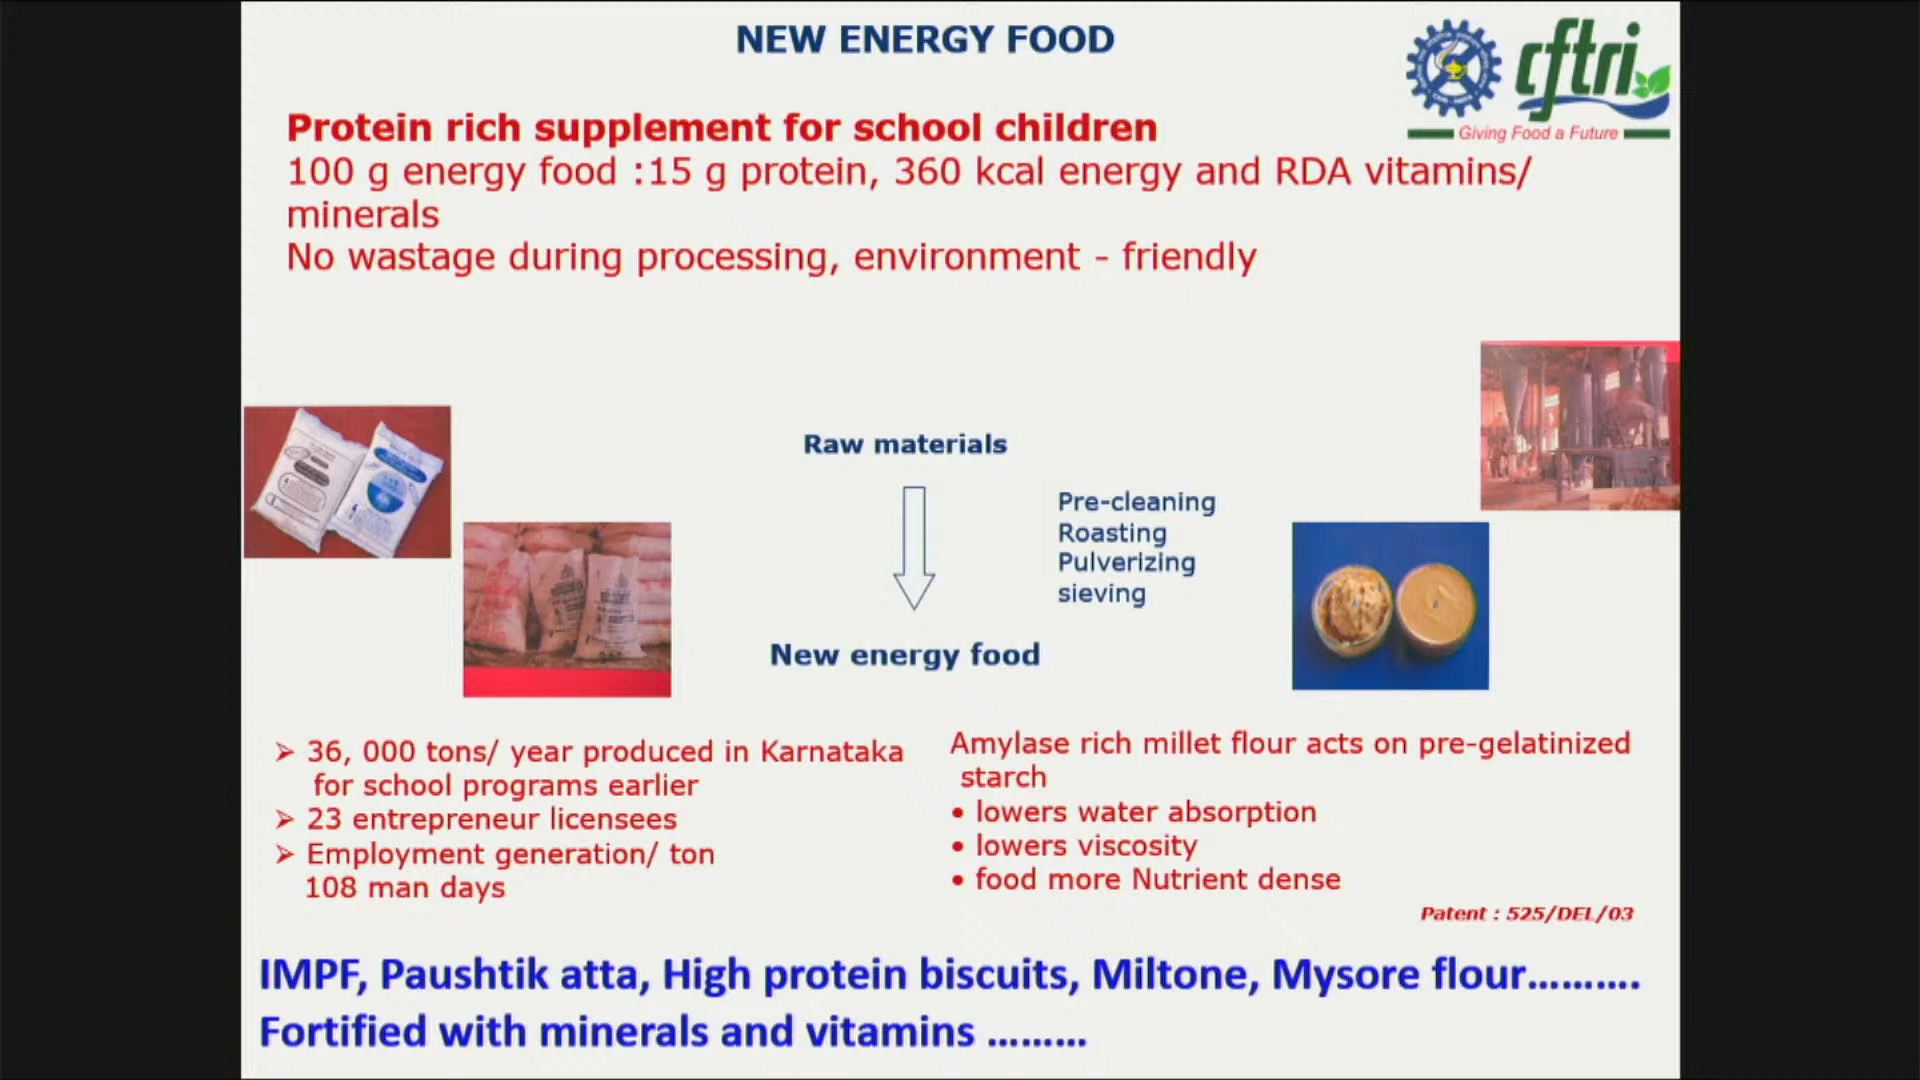 NEW ENERGY FOOD
cftri
Giving Food a Future
Protein rich supplement for school children
100 g energy food :15 g protein, 360 kcal energy and RDA vitamins/
minerals
No wastage during processing, environment - friendly
Raw materials
Pre-cleaning
Roasting
Pulverizing
sieving
New energy food
➢ 36, 000 tons/ year produced in Karnataka
for school programs earlier
➢ 23 entrepreneur licensees
➢ Employment generation/ ton
108 man days
Amylase rich millet flour acts on pre-gelatinized
starch
• lowers water absorption
• lowers viscosity
• food more Nutrient dense
Patent : 525/DEL/03
IMPF, Paushtik atta, High protein biscuits, Miltone, Mysore flour……….
Fortified with minerals and vitamins ………